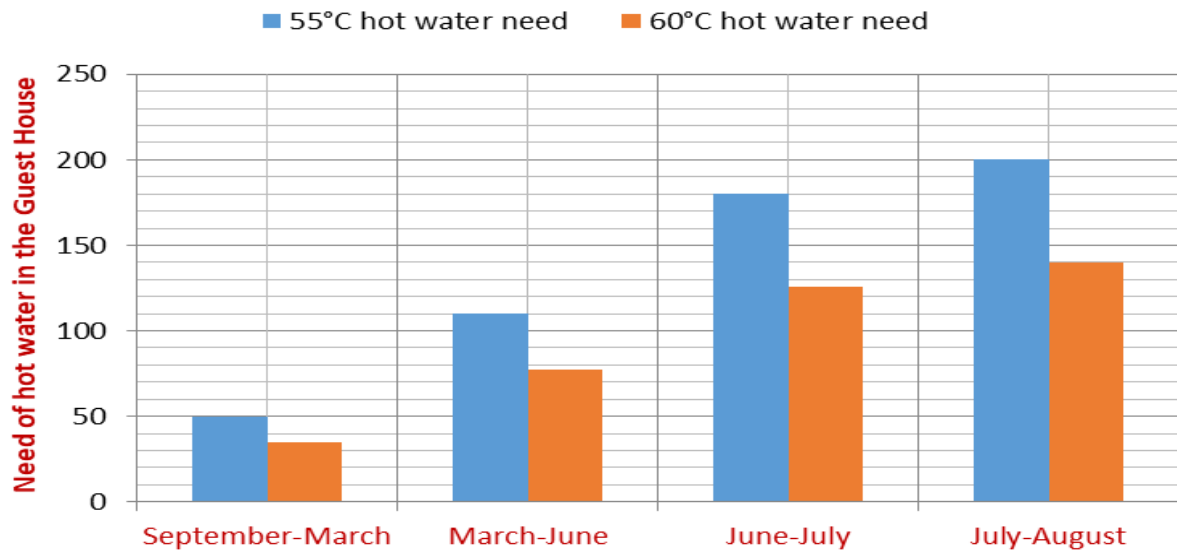 55°C hot water need 60°C hot water need
Need of hot water in the Guest House
250
200
150
100
50
0
September-March March-June June-July July-August